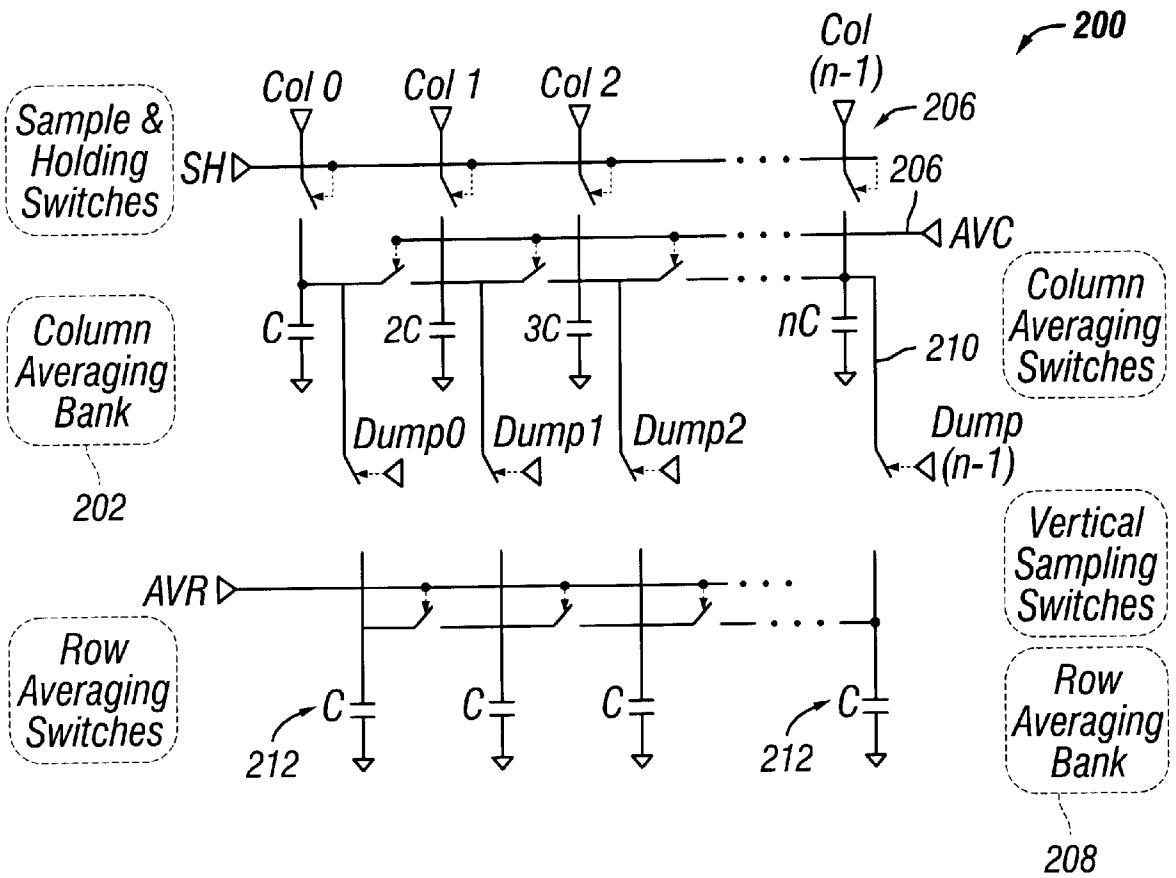 200
Col
(n-1)
Col 0
Col 1
Col 2
206
Sample &
Holding
Switches
SH
206
AVC
C
2C
3C
nC
Column
Averaging
Switches
Column
Averaging
Bank
210
Dump0
Dump1
Dump2
Dump
(n-1)
202
Vertical
Sampling
Switches
AVR
Row
Averaging
Switches
C
C
C
C
212
212
Row
Averaging
Bank
208